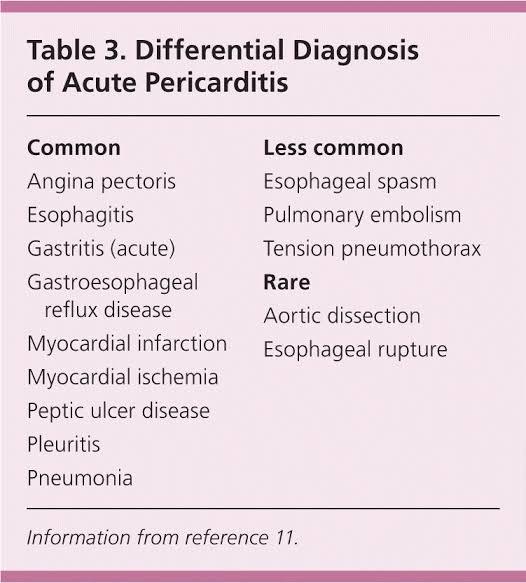 Table 3. Differential Diagnosis
of Acute Pericarditis
Common
Angina pectoris
Esophagitis
Gastritis (acute)
Gastroesophageal
reflux disease
Myocardial infarction
Myocardial ischemia
Peptic ulcer disease
Pleuritis
Pneumonia
Less common
Esophageal spasm
Pulmonary embolism
Tension pneumothorax
Rare
Aortic dissection
Esophageal rupture
Information from reference 11.